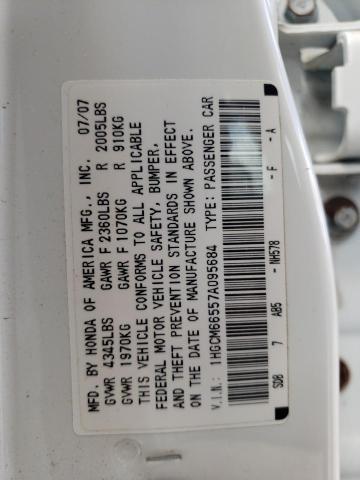 MFD. BY HONDA OF AMERICA MFG., INC. 07/07
GVWR 4345LBS GAWR F 2360LBS R 2005LBS
GVWR 1970KG GAWR F 1070KG R 910KG
THIS VEHICLE CONFORMS TO ALL APPLICABLE
FEDERAL MOTOR VEHICLE SAFETY, BUMPER,
AND THEFT PREVENTION STANDARDS IN EFFECT
ON THE DATE OF MANUFACTURE SHOWN ABOVE.
V.I.N.: 1HGCM66557A095684 TYPE: PASSENGER CAR
SDB 7 AB5 - NH578 - F - A